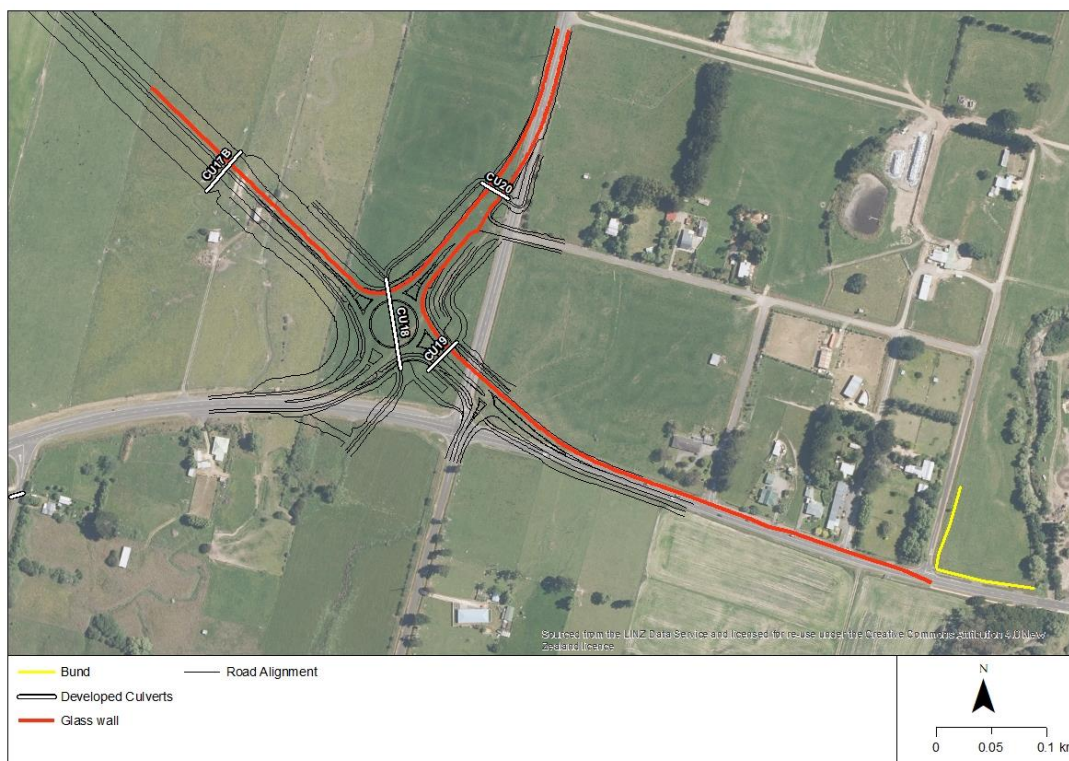 CU17 B
CU20
CU18
CU19
Sourced from the LINZ Data Service and licensed for re-use under the Creative Commons Attribution 4.0 New
Zealand licence
Bund
Road Alignment
Developed Culverts
Glass wall
N
0 0.05 0.1 km